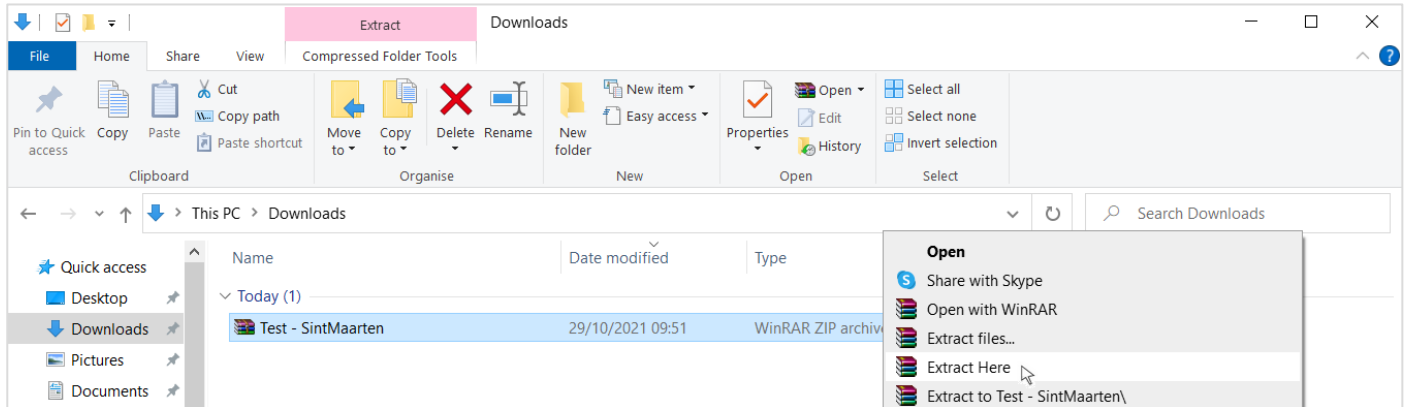 Extract
Downloads
File
Home
Share
View
Compressed Folder Tools
Pin to Quick access
Copy
Paste
Cut
Copy path
Paste shortcut
Clipboard
Move to
Copy to
Delete
Rename
Organise
New folder
New item
Easy access
New
Properties
Open
Edit
History
Open
Select all
Select none
Invert selection
Select
This PC > Downloads
Search Downloads
Quick access
Desktop
Downloads
Pictures
Documents
Name
Date modified
Type
Today (1)
Test - SintMaarten
29/10/2021 09:51
WinRAR ZIP archive
Open
Share with Skype
Open with WinRAR
Extract files...
Extract Here
Extract to Test - SintMaarten\